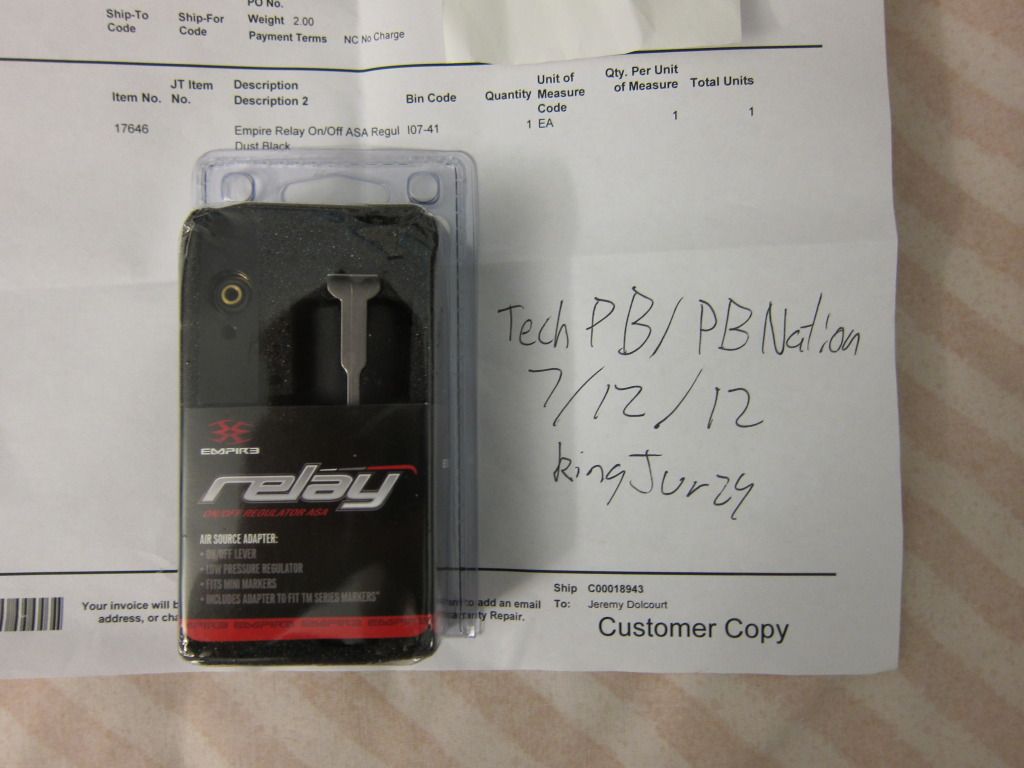 PO No.
Ship-To Code
Ship-For Code
Weight 2.00
Payment Terms NC No Charge
Item No.
JT Item No.
Description
Description 2
Bin Code
Quantity
Unit of Measure Code
Qty. Per Unit of Measure
Total Units
17646
Empire Relay On/Off ASA Regul
Dust Black
I07-41
1 EA
1
1
Tech PB/PBNation
7/12/12
kingJurzy
EMPIRE
relay
ON/OFF REGULATOR ASA
AIR SOURCE ADAPTER:
• ON/OFF LEVER
• LOW PRESSURE REGULATOR
• FITS MINI MARKERS
• INCLUDES ADAPTER TO FIT TM SERIES MARKERS*
EMPIRE EMPIRE EMPIRE
Your invoice will b
to add an email
address, or cha
Repair.
Ship To:
C00018943
Jeremy Dolcourt
Customer Copy